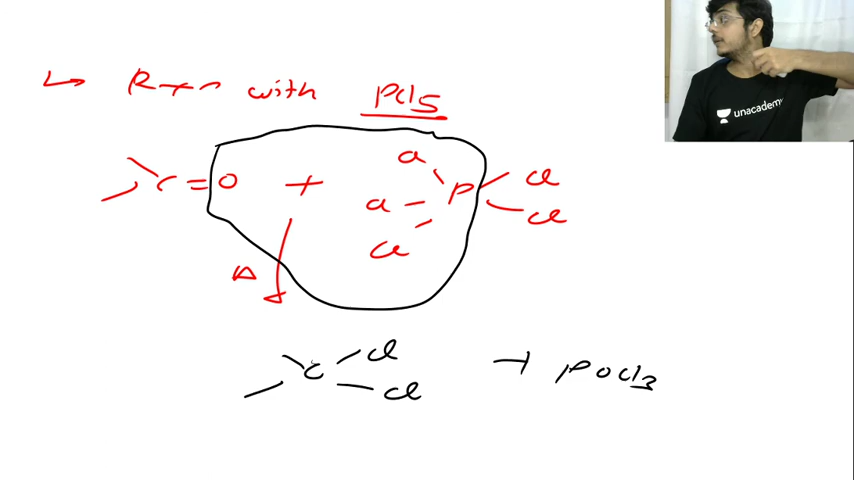 ↳ Rxn with PCl5
unacademy
C=O + Cl Cl Cl P Cl Cl
Δ
C Cl Cl + POCl3